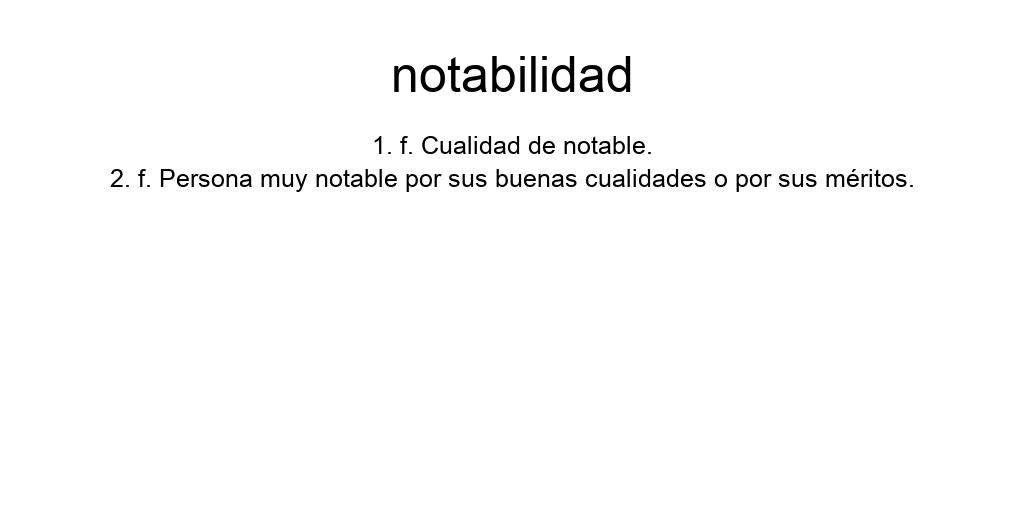 notabilidad
1. f. Cualidad de notable.
2. f. Persona muy notable por sus buenas cualidades o por sus méritos.